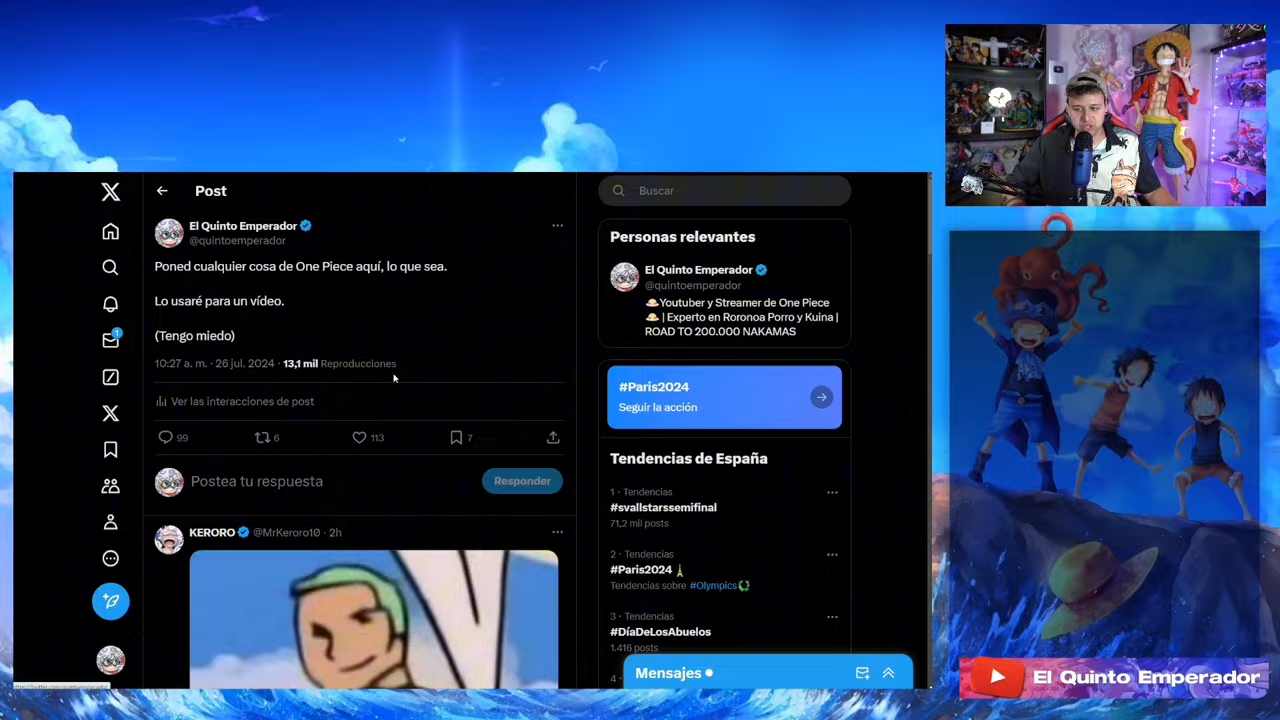 Post
El Quinto Emperador
@quintoemperador
Poned cualquier cosa de One Piece aquí, lo que sea.
Lo usaré para un vídeo.
(Tengo miedo)
10:27 a. m. · 26 jul. 2024 · 13,1 mil Reproducciones
Ver las interacciones de post
99
6
113
7
Postea tu respuesta
Responder
KERORO @MrKeroro10 · 2h
Buscar
Personas relevantes
El Quinto Emperador
@quintoemperador
Youtuber y Streamer de One Piece
| Experto en Roronoa Porro y Kuina |
ROAD TO 200.000 NAKAMAS
#Paris2024
Seguir la acción
Tendencias de España
1 · Tendencias
#svallstarssemifinal
71,2 mil posts
2 · Tendencias
#Paris2024
Tendencias sobre #Olympics
3 · Tendencias
#DíaDeLosAbuelos
1.416 posts
4
Mensajes
1
El Quinto Emperador